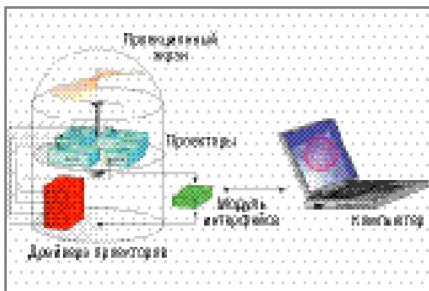 Проекционный
экран
Проекторы
Модуль
интерфейса
Компьютер
Драйвера проекторов